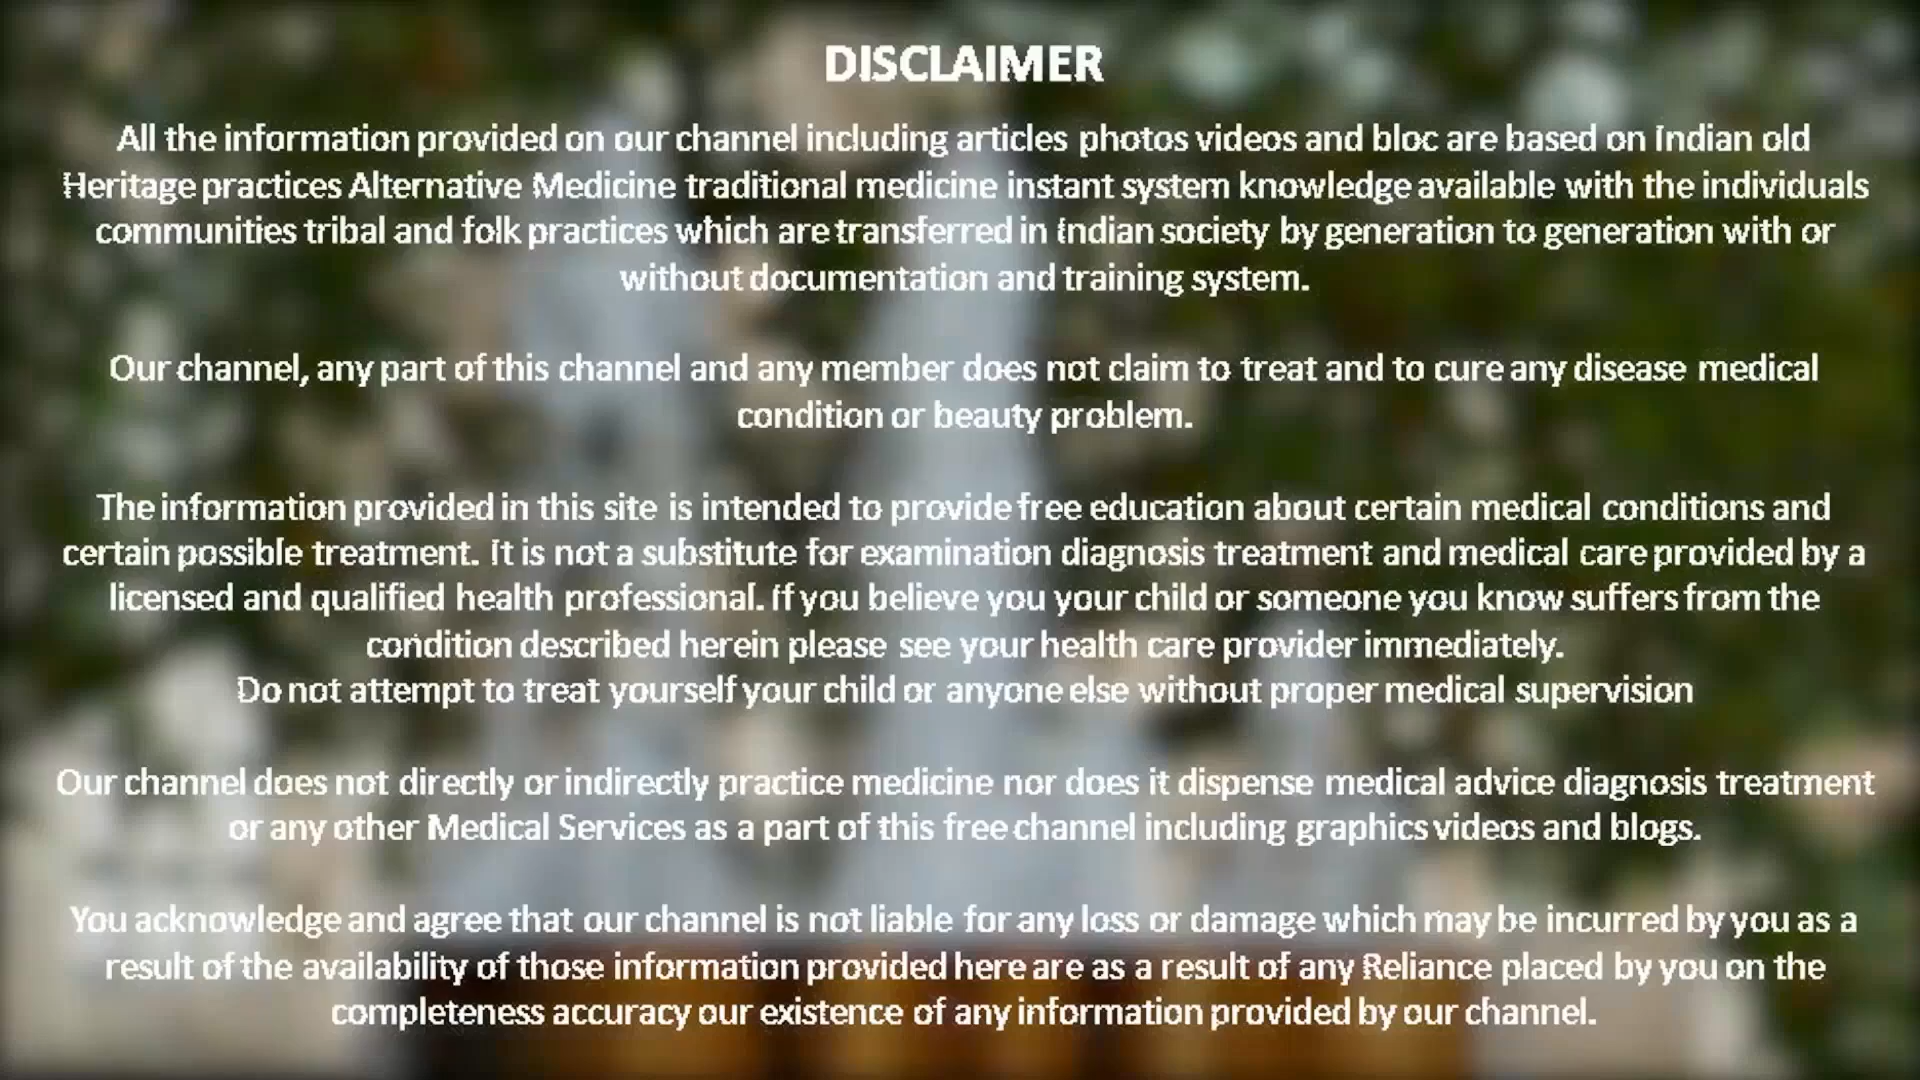 DISCLAIMER
All the information provided on our channel including articles photos videos and bloc are based on Indian old
Heritage practices Alternative Medicine traditional medicine instant system knowledge available with the individuals
communities tribal and folk practices which are transferred in Indian society by generation to generation with or
without documentation and training system.
Our channel, any part of this channel and any member does not claim to treat and to cure any disease medical
condition or beauty problem.
The information provided in this site is intended to provide free education about certain medical conditions and
certain possible treatment. It is not a substitute for examination diagnosis treatment and medical care provided by a
licensed and qualified health professional. If you believe you your child or someone you know suffers from the
condition described herein please see your health care provider immediately.
Do not attempt to treat yourself your child or anyone else without proper medical supervision
Our channel does not directly or indirectly practice medicine nor does it dispense medical advice diagnosis treatment
or any other Medical Services as a part of this free channel including graphics videos and blogs.
You acknowledge and agree that our channel is not liable for any loss or damage which may be incurred by you as a
result of the availability of those information provided here are as a result of any Reliance placed by you on the
completeness accuracy our existence of any information provided by our channel.